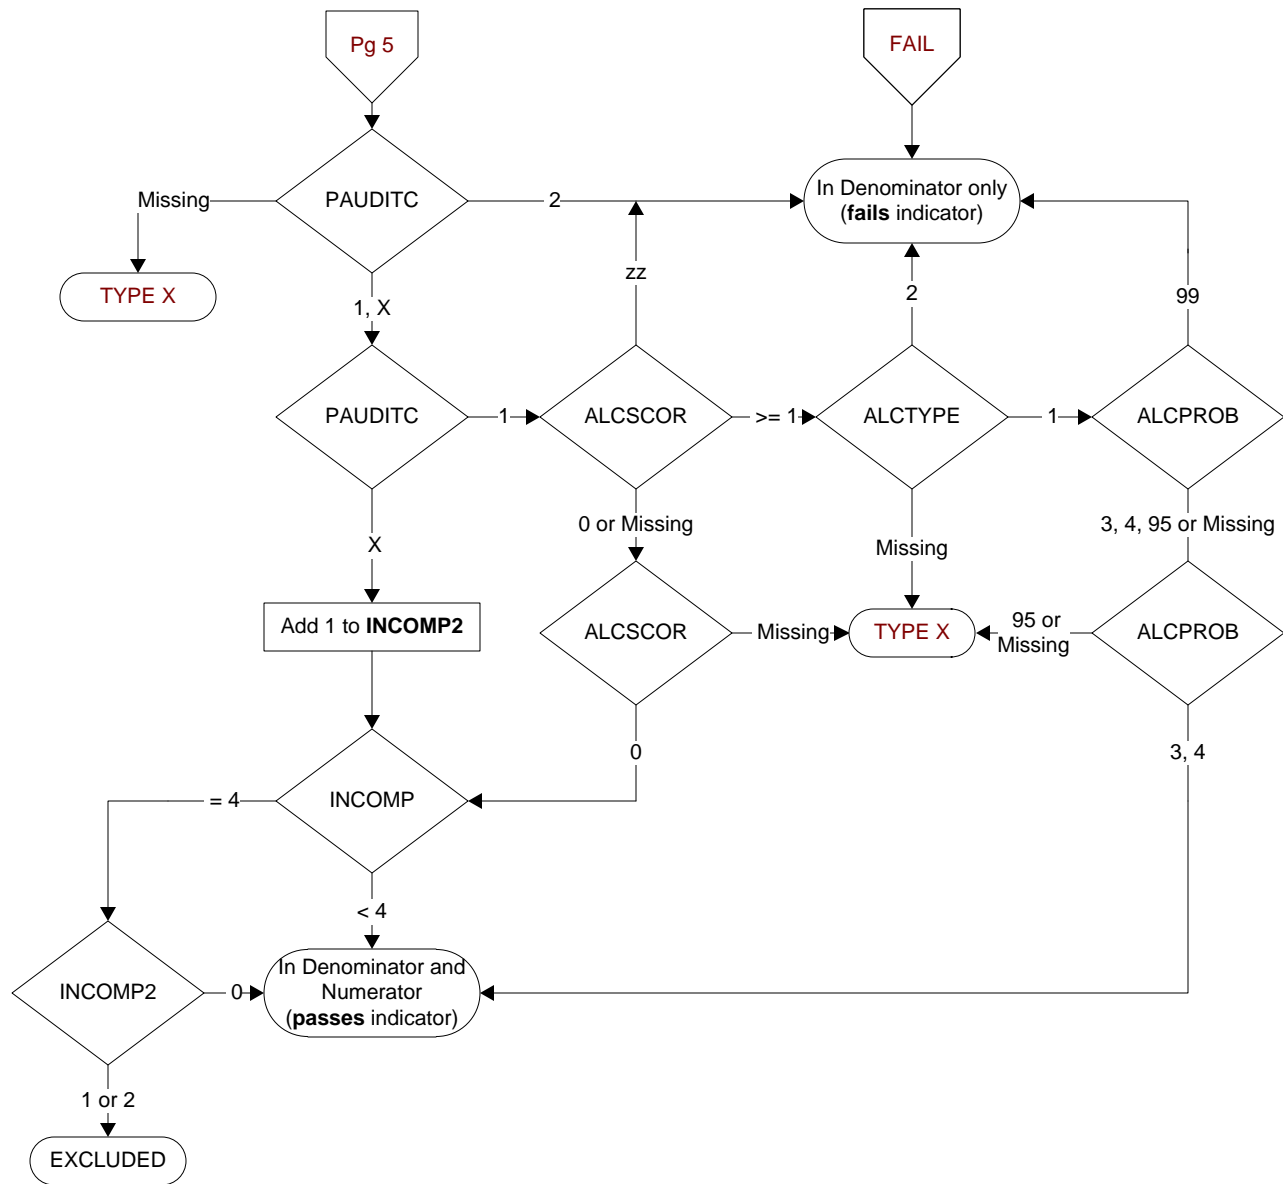 Pg 5
FAIL
PAUDITC
Missing
2
In Denominator only
(fails indicator)
TYPE X
1, X
zz
2
99
PAUDITC
1
ALCSCOR
>= 1
ALCTYPE
1
ALCPROB
X
0 or Missing
Missing
3, 4, 95 or Missing
Add 1 to INCOMP2
ALCSCOR
Missing
TYPE X
95 or
Missing
ALCPROB
0
3, 4
= 4
INCOMP
< 4
INCOMP2
0
In Denominator and
Numerator
(passes indicator)
1 or 2
EXCLUDED